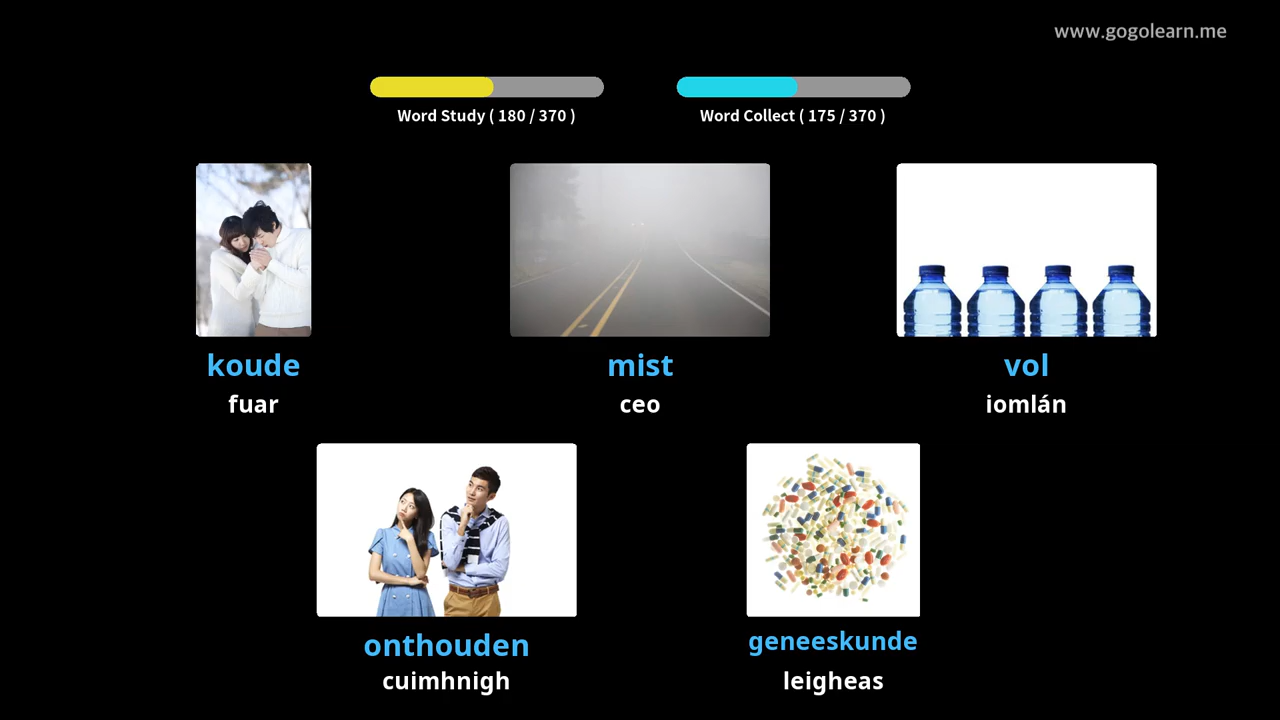 www.gogolearn.me
Word Study ( 180 / 370 )
Word Collect ( 175 / 370 )
koude
fuar
mist
ceo
vol
iomlán
onthouden
cuimhnigh
geneeskunde
leigheas